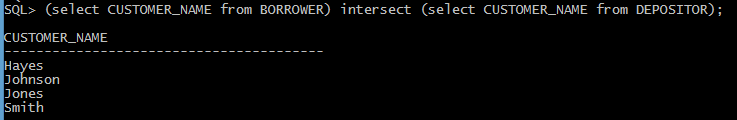 SQL> (select CUSTOMER_NAME from BORROWER) intersect (select CUSTOMER_NAME from DEPOSITOR);
CUSTOMER_NAME
----------------------------------------
Hayes
Johnson
Jones
Smith